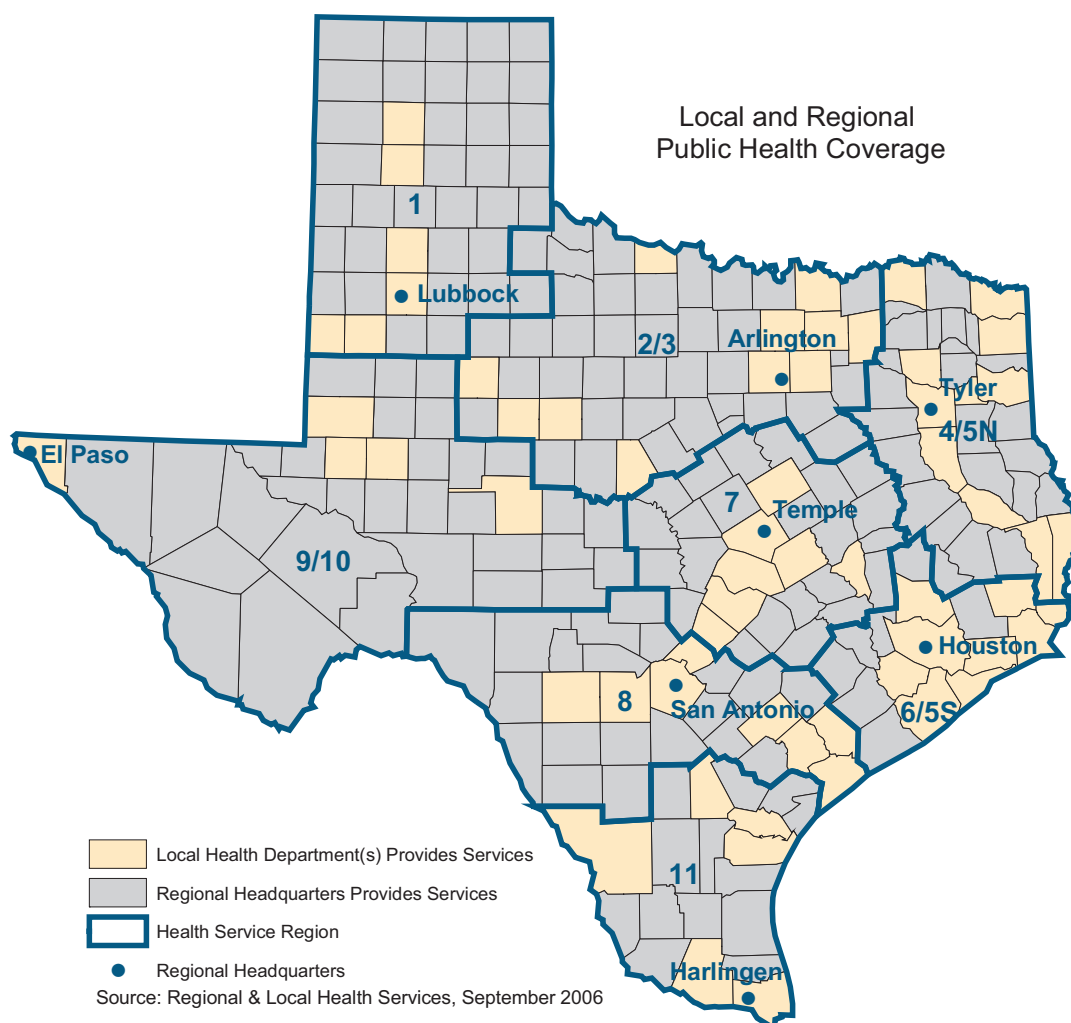 Local and Regional
Public Health Coverage
1
Lubbock
2/3
Arlington
Tyler
4/5N
El Paso
7
Temple
9/10
Houston
8
San Antonio
6/5S
11
Harlingen
Local Health Department(s) Provides Services
Regional Headquarters Provides Services
Health Service Region
Regional Headquarters
Source: Regional & Local Health Services, September 2006